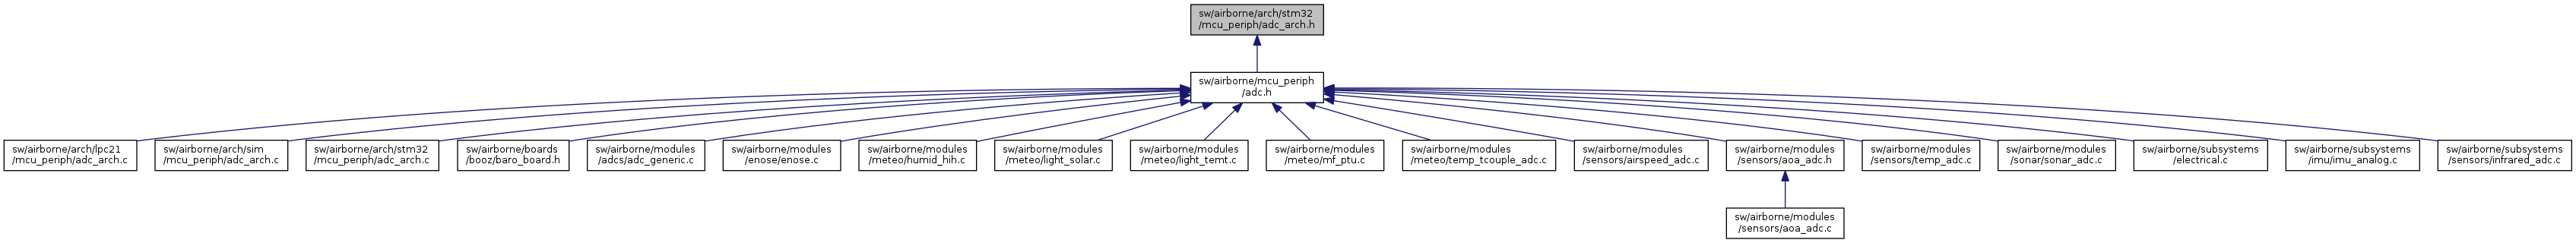 sw/airborne/arch/stm32
/mcu_periph/adc_arch.h
sw/airborne/mcu_periph
/adc.h
sw/airborne/arch/lpc21
/mcu_periph/adc_arch.c
sw/airborne/arch/sim
/mcu_periph/adc_arch.c
sw/airborne/arch/stm32
/mcu_periph/adc_arch.c
sw/airborne/boards
/booz/baro_board.h
sw/airborne/modules
/adcs/adc_generic.c
sw/airborne/modules
/enose/enose.c
sw/airborne/modules
/meteo/humid_hih.c
sw/airborne/modules
/meteo/light_solar.c
sw/airborne/modules
/meteo/light_temt.c
sw/airborne/modules
/meteo/mf_ptu.c
sw/airborne/modules
/meteo/temp_tcouple_adc.c
sw/airborne/modules
/sensors/airspeed_adc.c
sw/airborne/modules
/sensors/aoa_adc.h
sw/airborne/modules
/sensors/temp_adc.c
sw/airborne/modules
/sonar/sonar_adc.c
sw/airborne/subsystems
/electrical.c
sw/airborne/subsystems
/imu/imu_analog.c
sw/airborne/subsystems
/sensors/infrared_adc.c
sw/airborne/modules
/sensors/aoa_adc.c